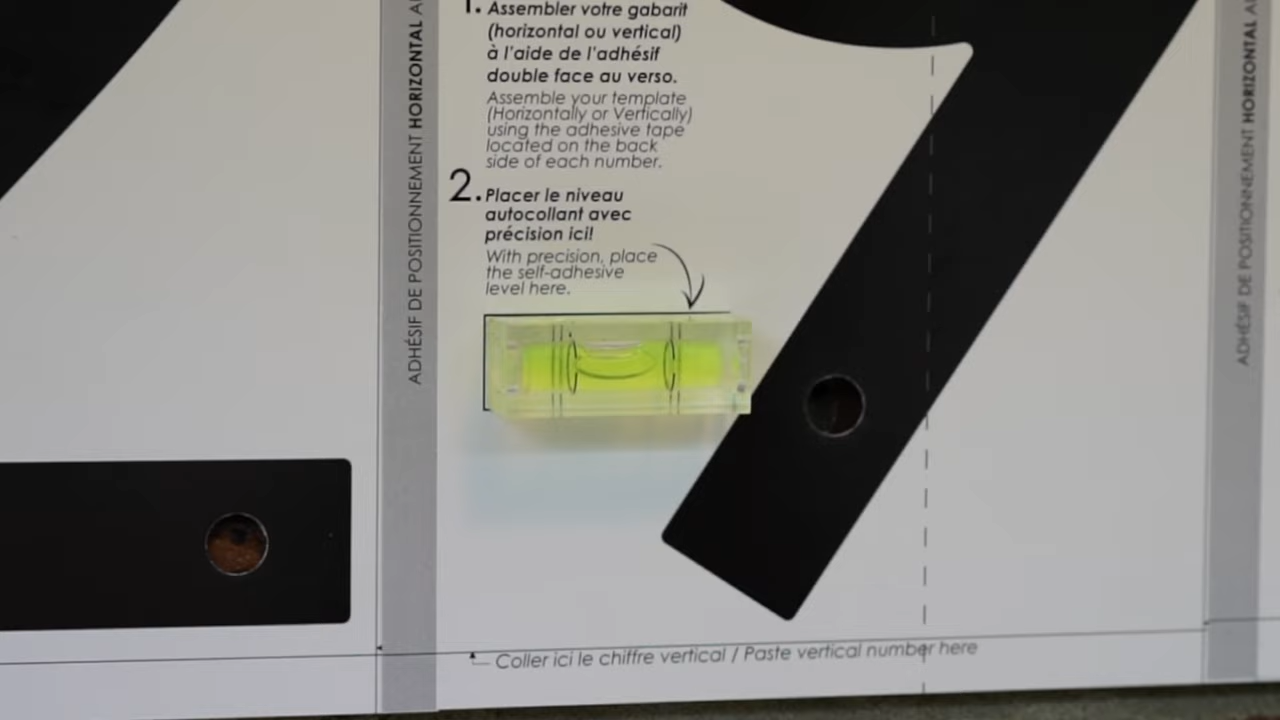 1. Assembler votre gabarit
(horizontal ou vertical)
à l'aide de l'adhésif
double face au verso.
Assemble your template
(Horizontally or Vertically)
using the adhesive tape
located on the back
side of each number.
2. Placer le niveau
autocollant avec
précision ici!
With precision, place
the self-adhesive
level here.
ADHÉSIF DE POSITIONNEMENT HORIZONTAL
ADHÉSIF DE POSITIONNEMENT HORIZONTAL
Coller ici le chiffre vertical / Paste vertical number here